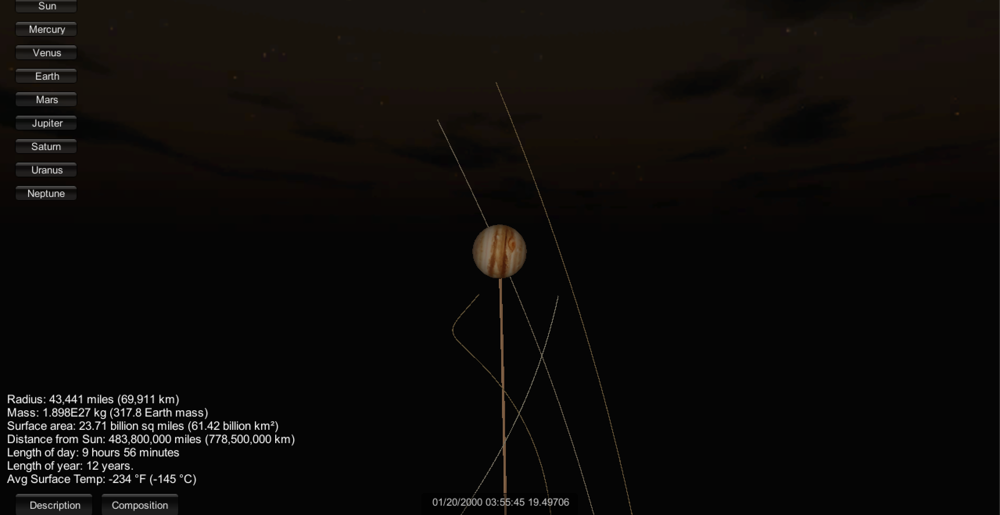 Sun
Mercury
Venus
Earth
Mars
Jupiter
Saturn
Uranus
Neptune
Radius: 43,441 miles (69,911 km)
Mass: 1.898E27 kg (317.8 Earth mass)
Surface area: 23.71 billion sq miles (61.42 billion km²)
Distance from Sun: 483,800,000 miles (778,500,000 km)
Length of day: 9 hours 56 minutes
Length of year: 12 years.
Avg Surface Temp: -234 °F (-145 °C)
Description Composition
01/20/2000 03:55:45 19.49706